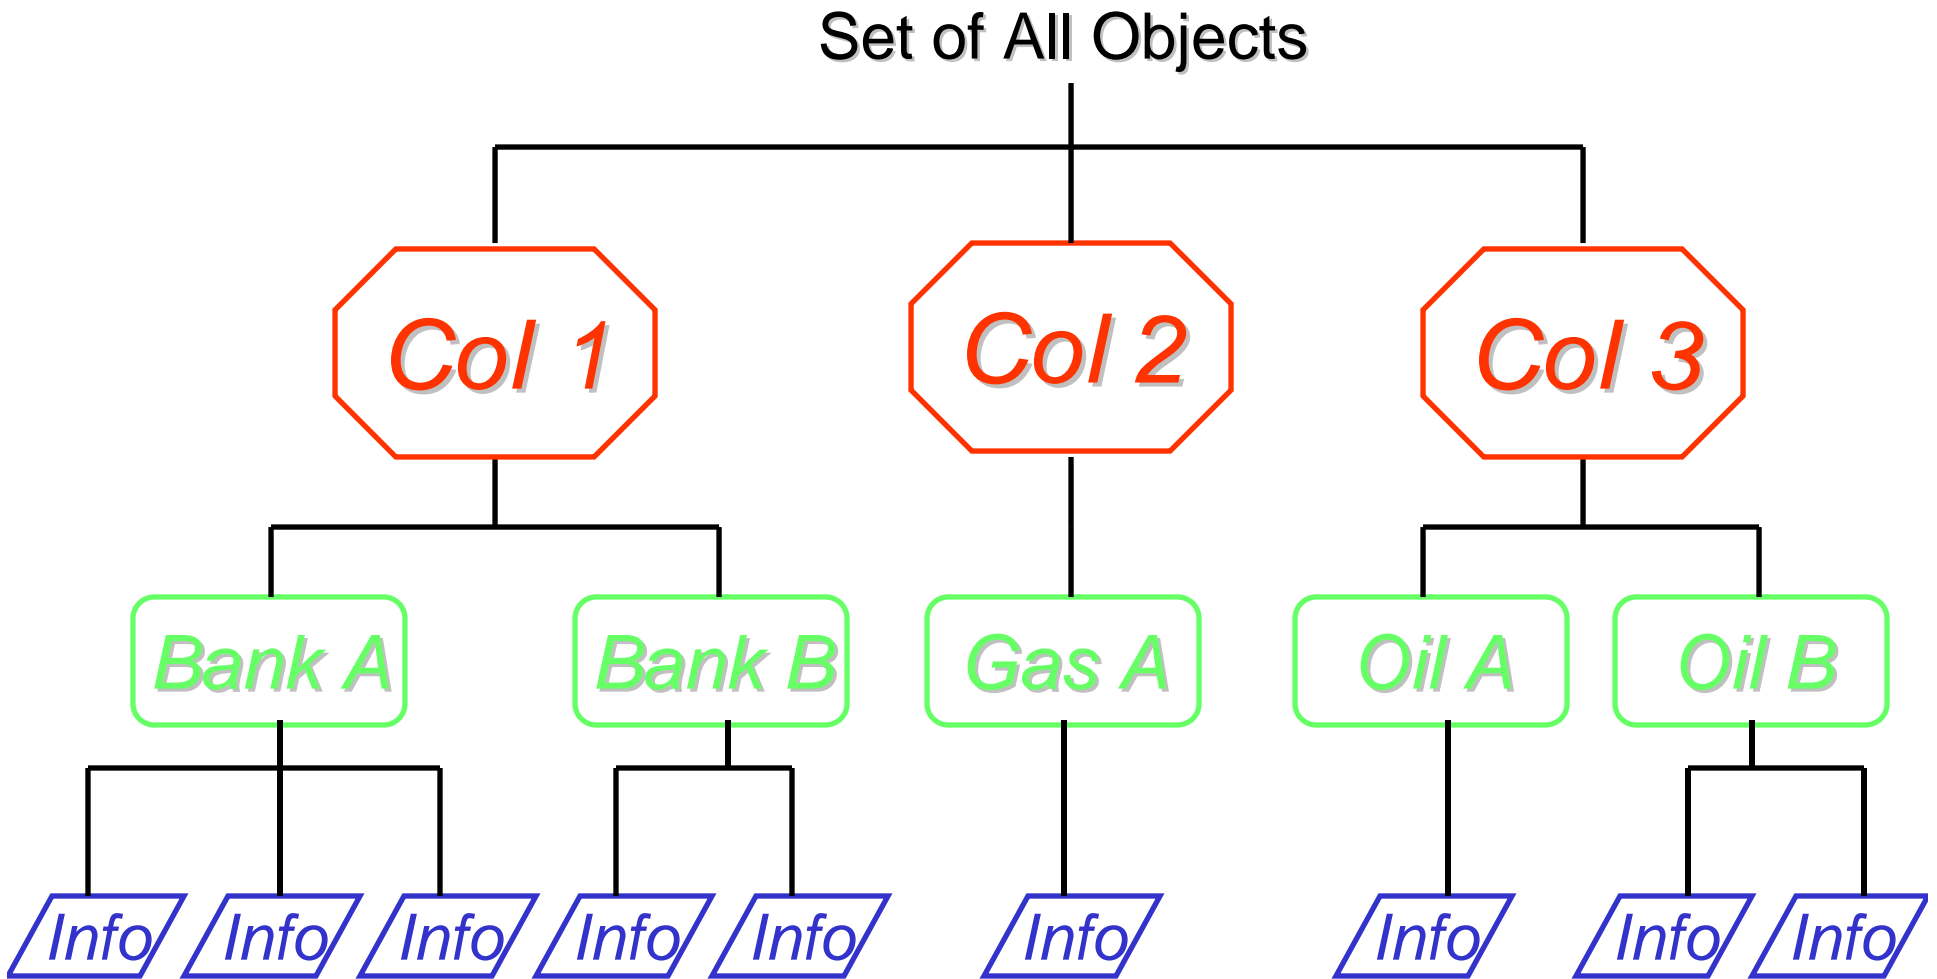 Set of All Objects
Col 1
Col 2
Col 3
Bank A
Bank B
Gas A
Oil A
Oil B
Info
Info
Info
Info
Info
Info
Info
Info
Info